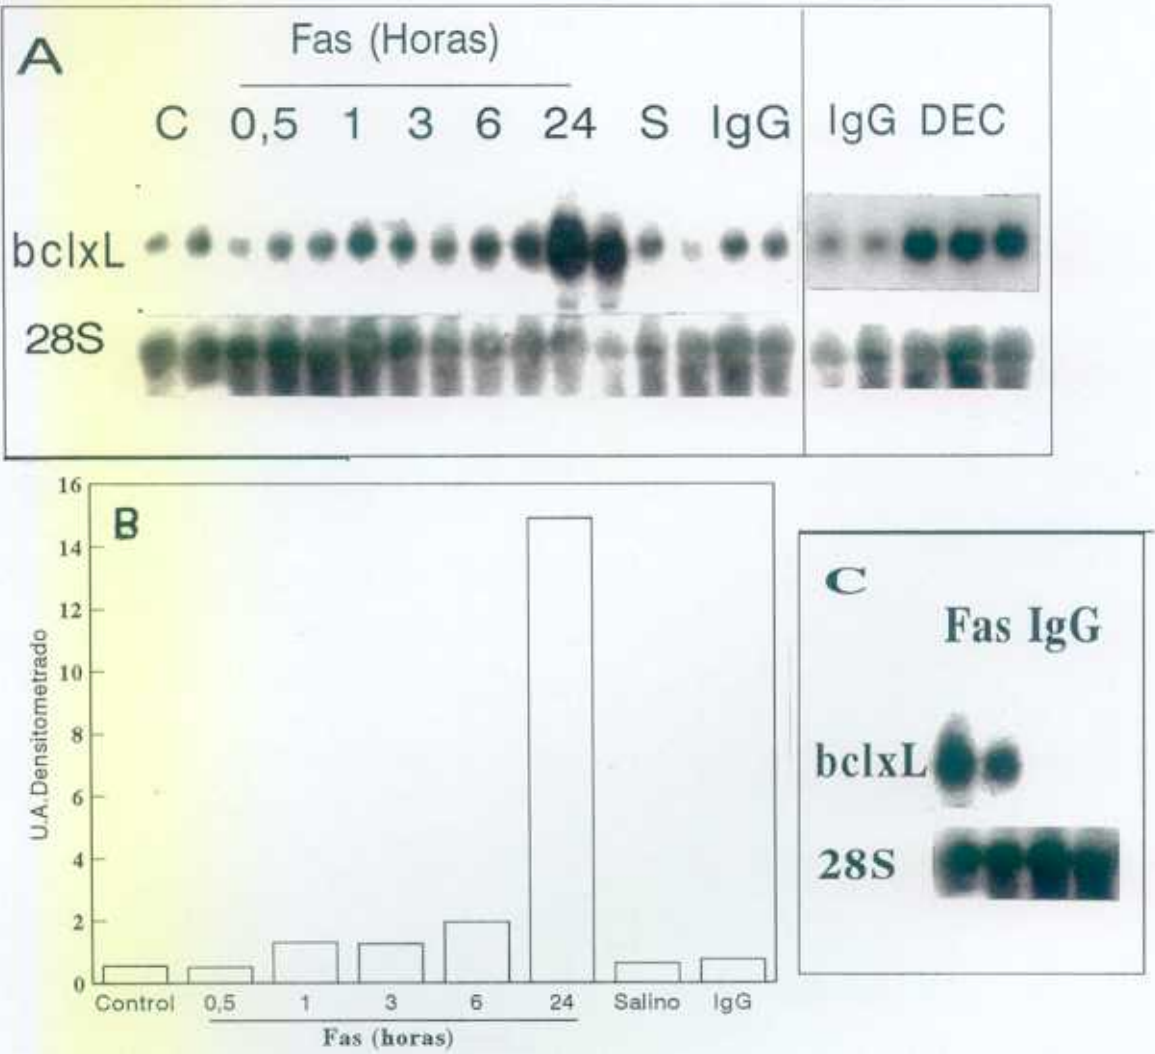 A
Fas (Horas)
C 0,5 1 3 6 24 S IgG
IgG DEC
bclxL
28S
B
16
14
12
10
8
6
4
2
0
U.A.Densitometrado
Control 0,5 1 3 6 24 Salino IgG
Fas (horas)
C
Fas IgG
bclxL
28S